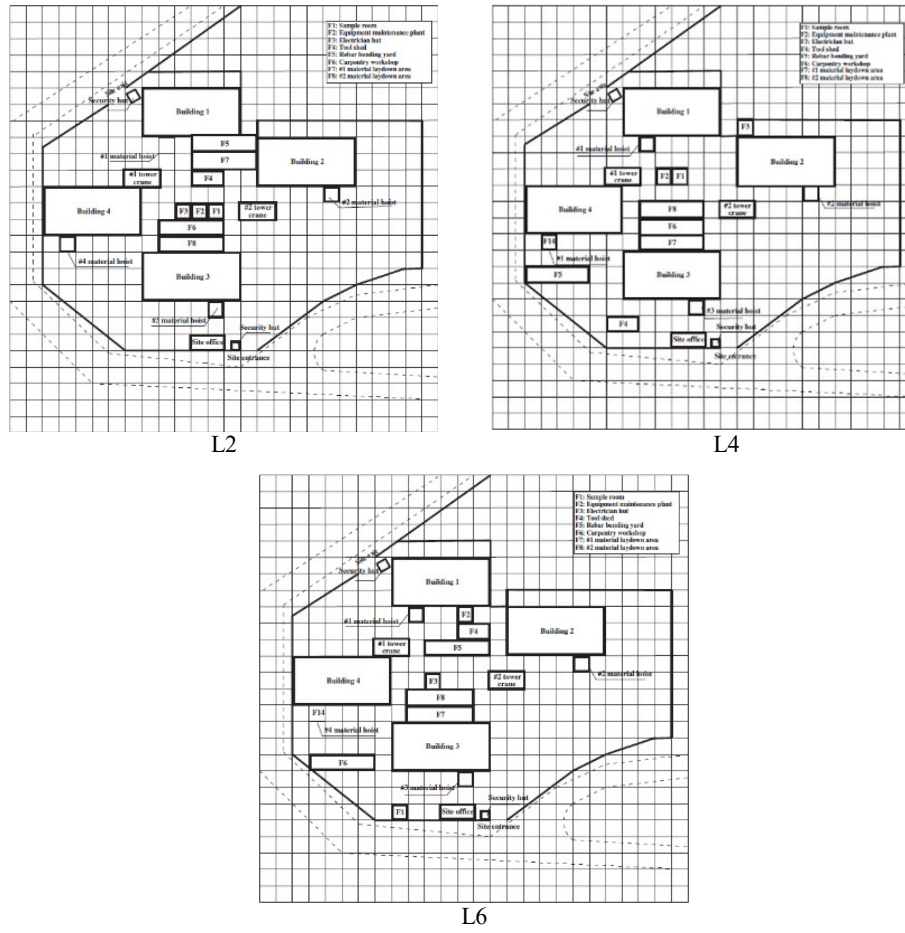 F1: Sample room
F2: Equipment maintenance plant
F3: Electrician hut
F4: Tool shed
F5: Rebar bending yard
F6: Carpentry workshop
F7: #1 material laydown area
F8: #2 material laydown area
Site exit
Security hut
Building 1
F5
#1 material hoist
F7
Building 2
#1 tower
crane
F4
#2 material hoist
Building 4
F3 F2 F1
#2 tower
crane
F6
F8
#4 material hoist
Building 3
#2 material hoist
Security hut
Site office
Site entrance
L2
F1: Sample room
F2: Equipment maintenance plant
F3: Electrician hut
F4: Tool shed
F5: Rebar bending yard
F6: Carpentry workshop
F7: #1 material laydown area
F8: #2 material laydown area
Security hut
Building 1
F3
#1 material hoist
Building 2
#1 tower
crane
F2 F1
#2 material hoist
Building 4
F8
#2 tower
crane
F6
F14
F7
#1 material hoist
F5
Building 3
#3 material hoist
F4
Security hut
Site office
Site entrance
L4
F1: Sample room
F2: Equipment maintenance plant
F3: Electrician hut
F4: Tool shed
F5: Rebar bending yard
F6: Carpentry workshop
F7: #1 material laydown area
F8: #2 material laydown area
Security hut
Building 1
#1 material hoist
F2
F4
Building 2
#1 tower
crane
F5
#2 material hoist
Building 4
F3
#2 tower
crane
F8
F14
F7
#4 material hoist
Building 3
F6
#3 material hoist
Security hut
F1
Site office
Site entrance
L6